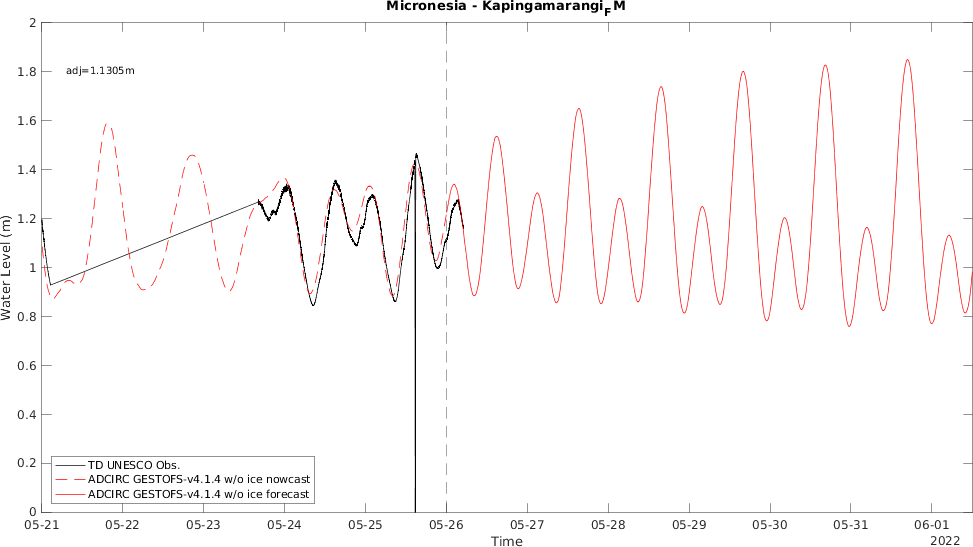 Micronesia - Kapingamarangi_FM
2
1.8
adj=1.1305m
1.6
1.4
1.2
1
0.8
0.6
0.4
0.2
0
Water Level (m)
TD UNESCO Obs.
ADCIRC GESTOFS-v4.1.4 w/o ice nowcast
ADCIRC GESTOFS-v4.1.4 w/o ice forecast
05-21 05-22 05-23 05-24 05-25 05-26 05-27 05-28 05-29 05-30 05-31 06-01
Time
2022